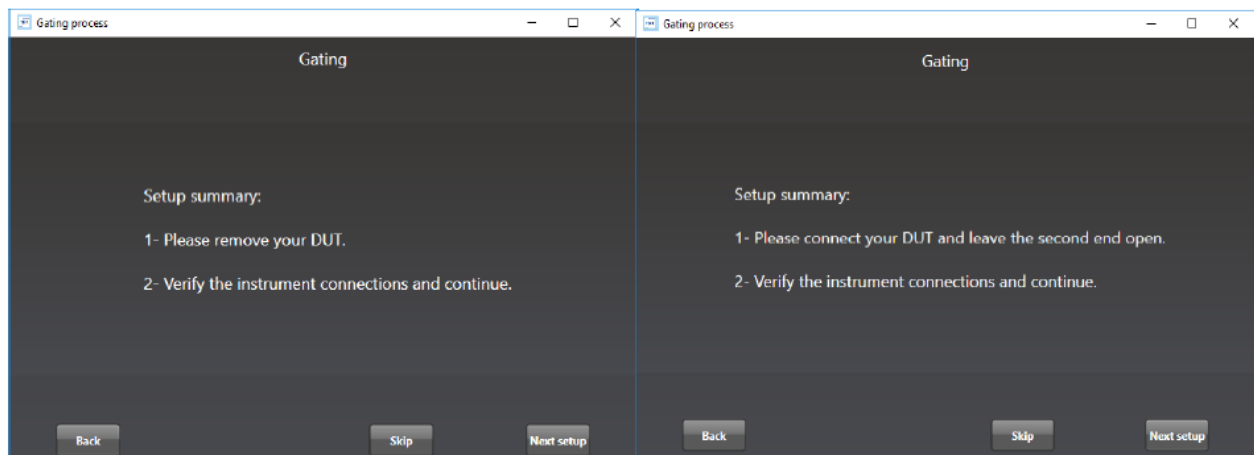 Gating process
Gating
Setup summary:
1- Please remove your DUT.
2- Verify the instrument connections and continue.
Back
Skip
Next setup
Gating process
Gating
Setup summary:
1- Please connect your DUT and leave the second end open.
2- Verify the instrument connections and continue.
Back
Skip
Next setup